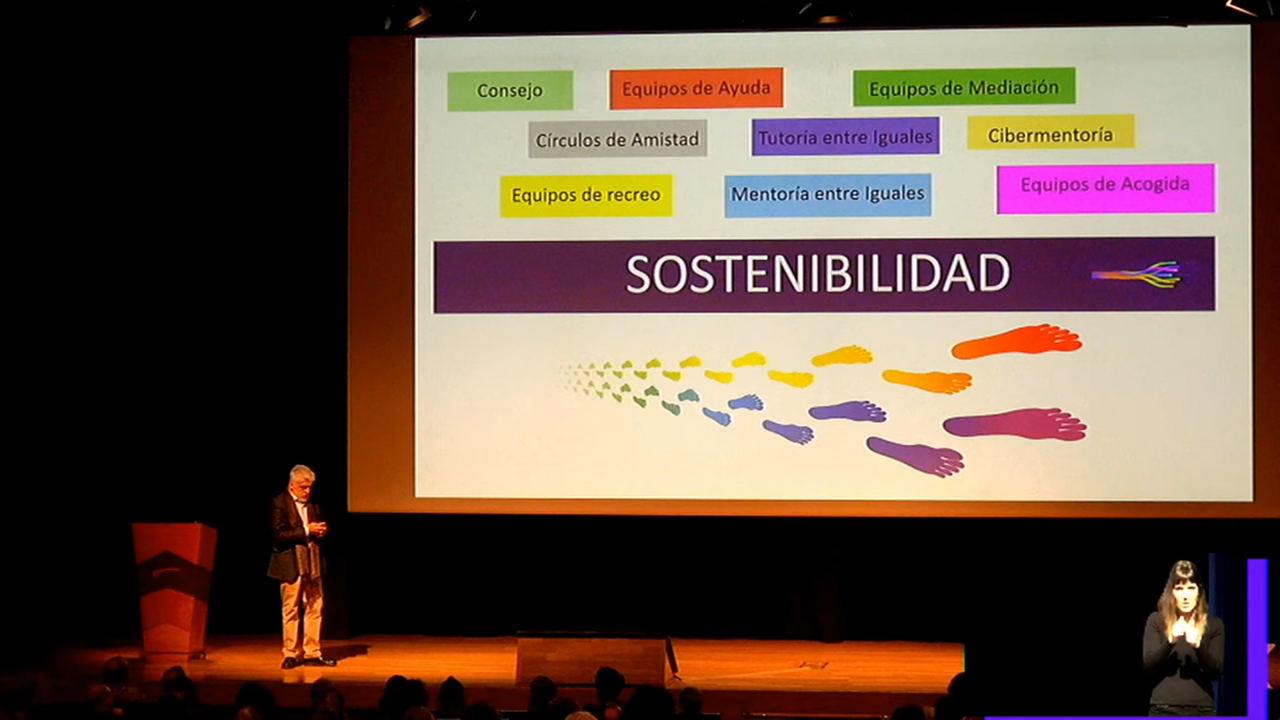 Consejo
Equipos de Ayuda
Equipos de Mediación
Círculos de Amistad
Tutoría entre Iguales
Cibermentoría
Equipos de recreo
Mentoría entre Iguales
Equipos de Acogida
SOSTENIBILIDAD